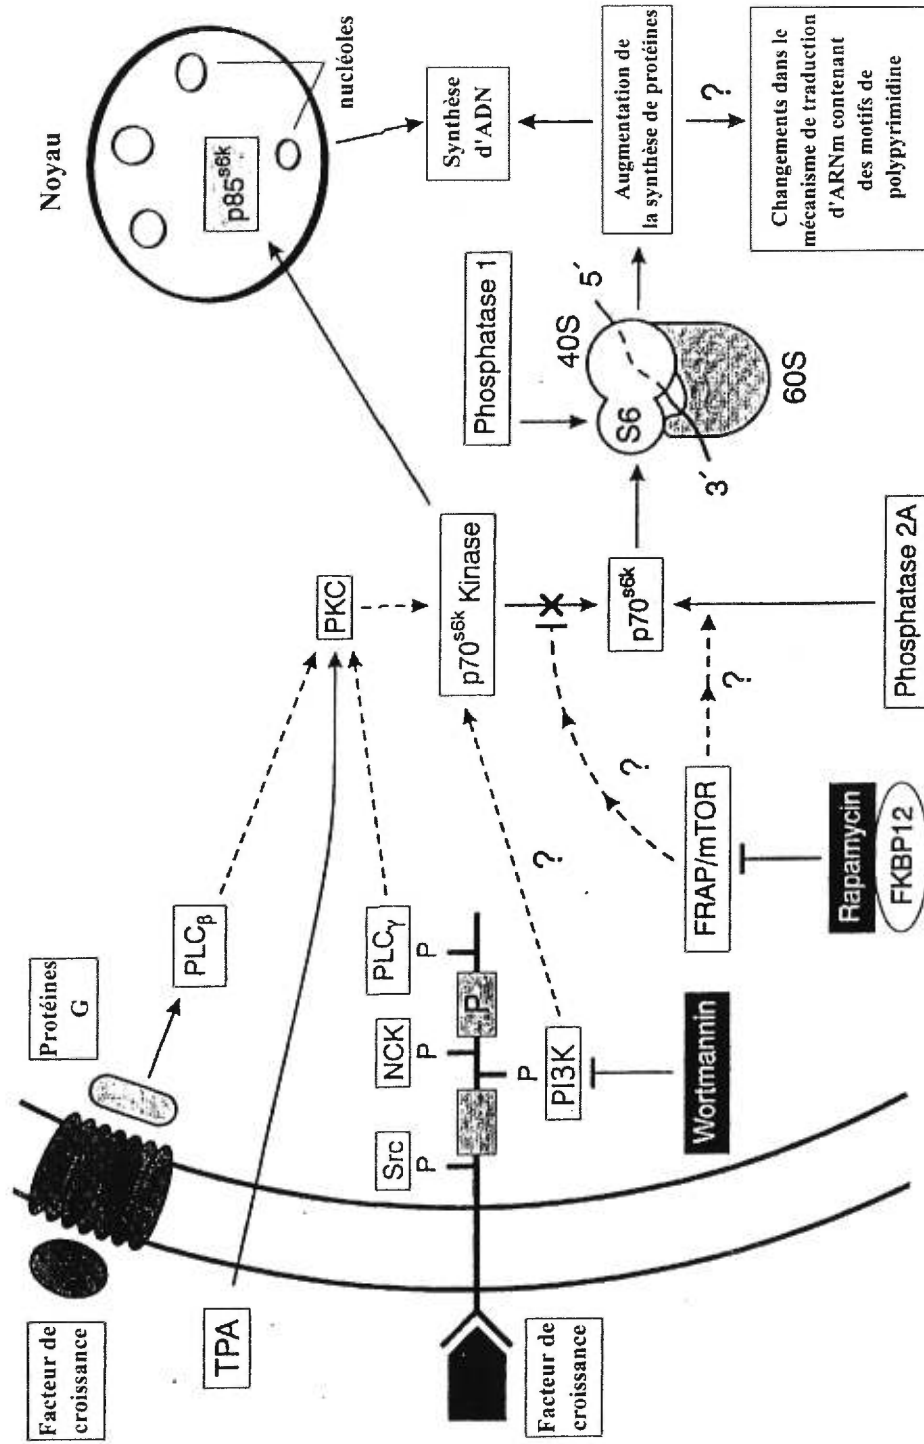 Facteur de
croissance
Protéines
G
PLCβ
Noyau
p85s6k
nucléoles
TPA
PKC
Synthèse
d'ADN
Src
NCK
PLCγ
P
P
P
P
P
PI3K
?
p70s6k Kinase
Phosphatase 1
Augmentation de
la synthèse de protéines
?
Changements dans le
mécanisme de traduction
d'ARNm contenant
des motifs de
polypyrimidine
Facteur de
croissance
Wortmannin
FRAP/mTOR
?
?
p70s6k
S6
40S
5´
3´
60S
Rapamycin
FKBP12
Phosphatase 2A